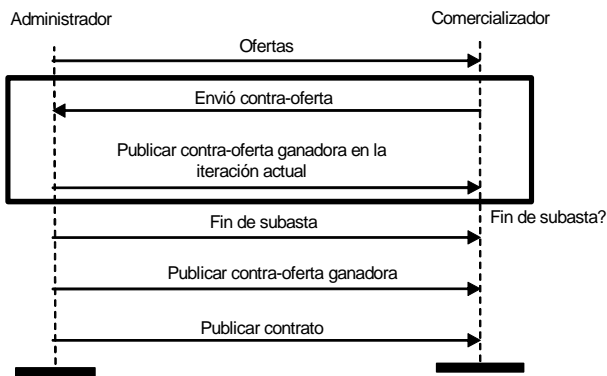 Administrador
Comercializador
Ofertas
Envió contra-oferta
Publicar contra-oferta ganadora en la
iteración actual
Fin de subasta?
Fin de subasta
Publicar contra-oferta ganadora
Publicar contrato